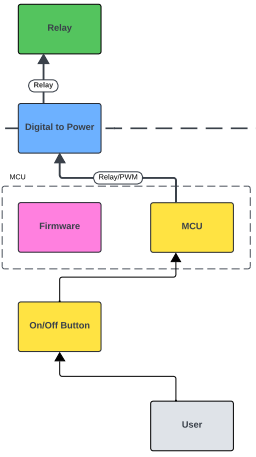 Relay
Relay
Digital to Power
Relay/PWM
MCU
Firmware
MCU
On/Off Button
User